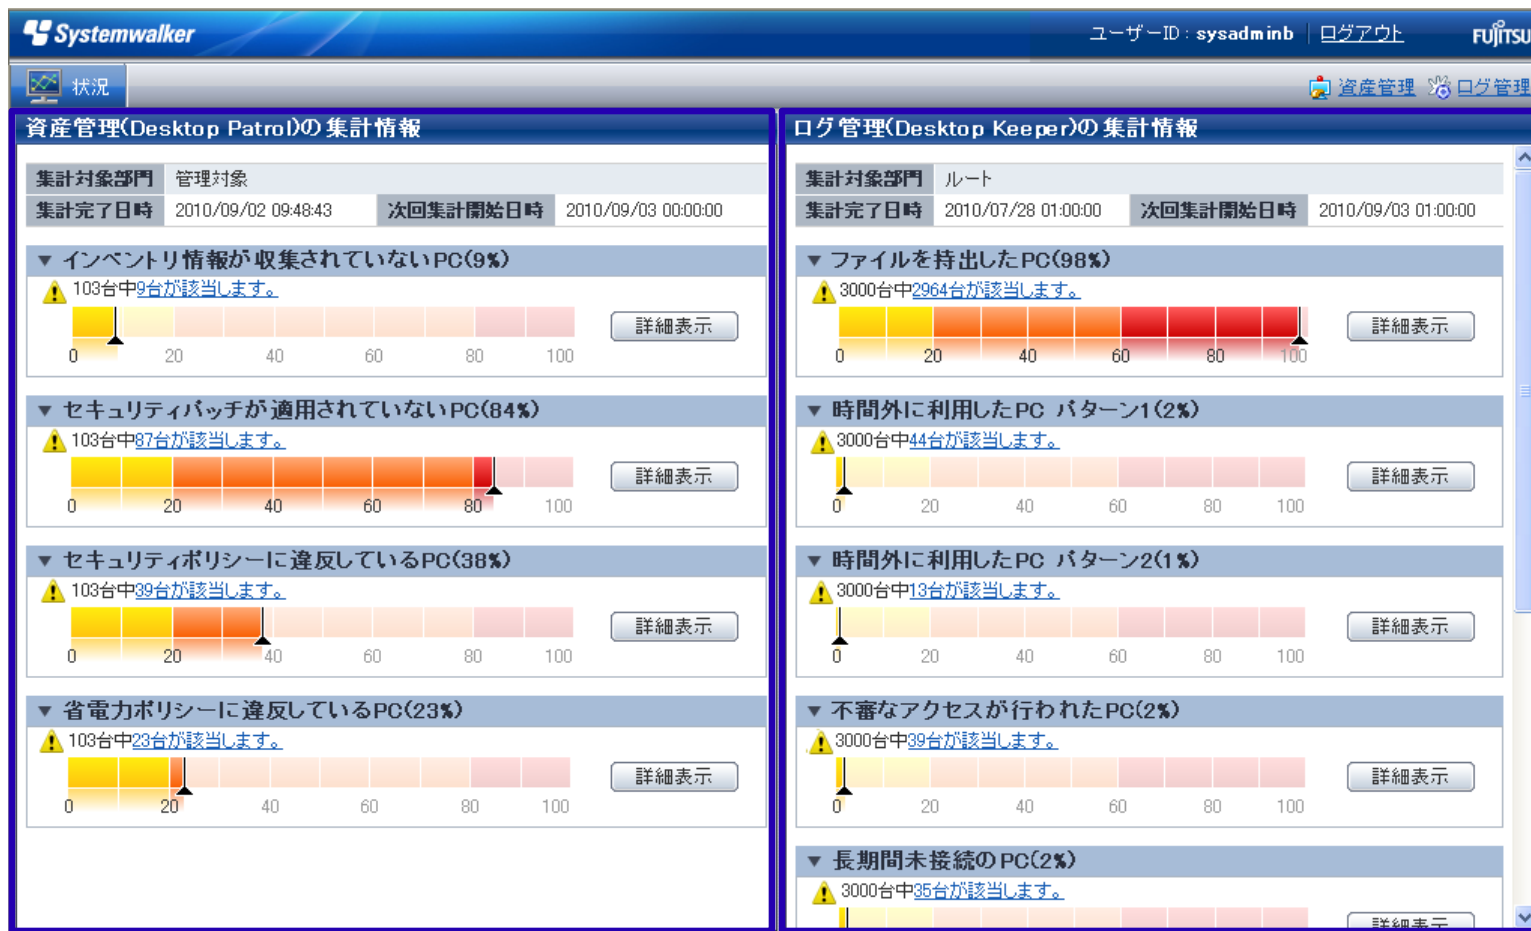 Systemwalker
ユーザーID : sysadminb ログアウト FUJITSU
状況 資産管理 ログ管理
資産管理(Desktop Patrol)の集計情報
集計対象部門 管理対象
集計完了日時 2010/09/02 09:48:43 次回集計開始日時 2010/09/03 00:00:00
▼ インベントリ情報が収集されていないPC(9%)
103台中9台が該当します。
詳細表示
0 20 40 60 80 100
▼ セキュリティパッチが適用されていないPC(84%)
103台中87台が該当します。
詳細表示
0 20 40 60 80 100
▼ セキュリティポリシーに違反しているPC(38%)
103台中39台が該当します。
詳細表示
0 20 40 60 80 100
▼ 省電力ポリシーに違反しているPC(23%)
103台中23台が該当します。
詳細表示
0 20 40 60 80 100
ログ管理(Desktop Keeper)の集計情報
集計対象部門 ルート
集計完了日時 2010/07/28 01:00:00 次回集計開始日時 2010/09/03 01:00:00
▼ ファイルを持出したPC(98%)
3000台中2964台が該当します。
詳細表示
0 20 40 60 80 100
▼ 時間外に利用したPC パターン1(2%)
3000台中44台が該当します。
詳細表示
0 20 40 60 80 100
▼ 時間外に利用したPC パターン2(1%)
3000台中13台が該当します。
詳細表示
0 20 40 60 80 100
▼ 不審なアクセスが行われたPC(2%)
3000台中39台が該当します。
詳細表示
0 20 40 60 80 100
▼ 長期間未接続のPC(2%)
3000台中35台が該当します。
詳細表示